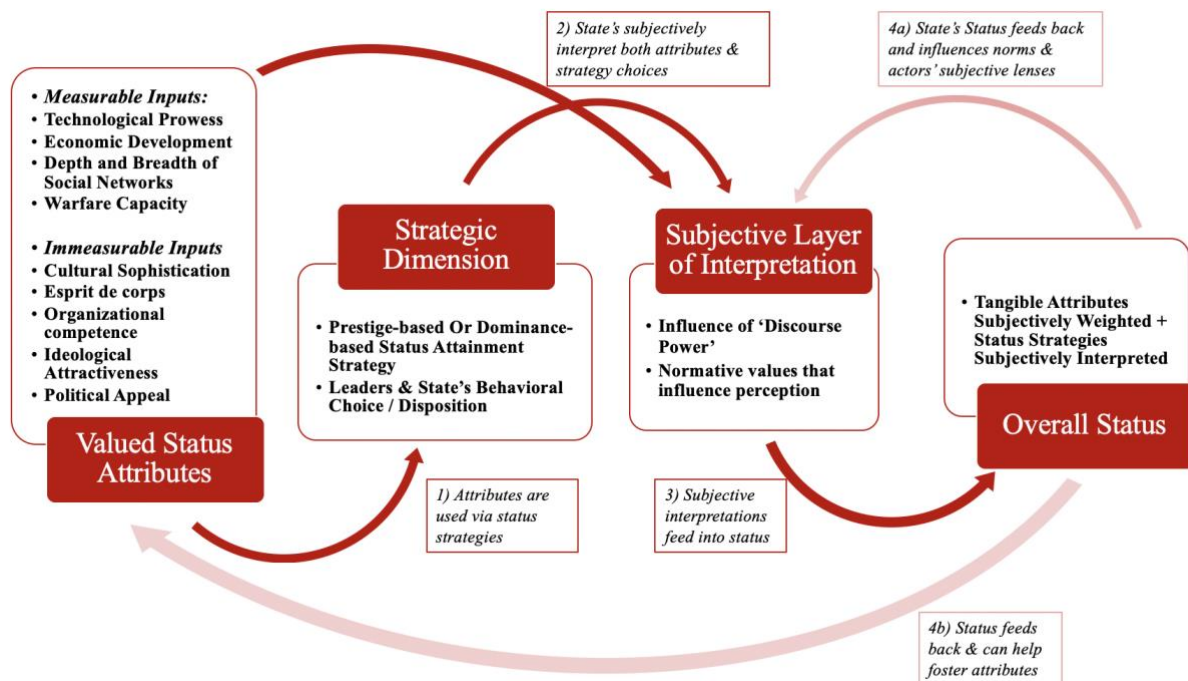 2) State's subjectively
interpret both attributes &
strategy choices
4a) State's Status feeds back
and influences norms &
actors' subjective lenses
• Measurable Inputs:
• Technological Prowess
• Economic Development
• Depth and Breadth of
Social Networks
• Warfare Capacity
• Immeasurable Inputs
• Cultural Sophistication
• Esprit de corps
• Organizational
competence
• Ideological
Attractiveness
• Political Appeal
Valued Status
Attributes
Strategic
Dimension
• Prestige-based Or Dominance-
based Status Attainment
Strategy
• Leaders & State's Behavioral
Choice / Disposition
Subjective Layer
of Interpretation
• Influence of 'Discourse
Power'
• Normative values that
influence perception
• Tangible Attributes
Subjectively Weighted +
Status Strategies
Subjectively Interpreted
Overall Status
1) Attributes are
used via status
strategies
3) Subjective
interpretations
feed into status
4b) Status feeds
back & can help
foster attributes